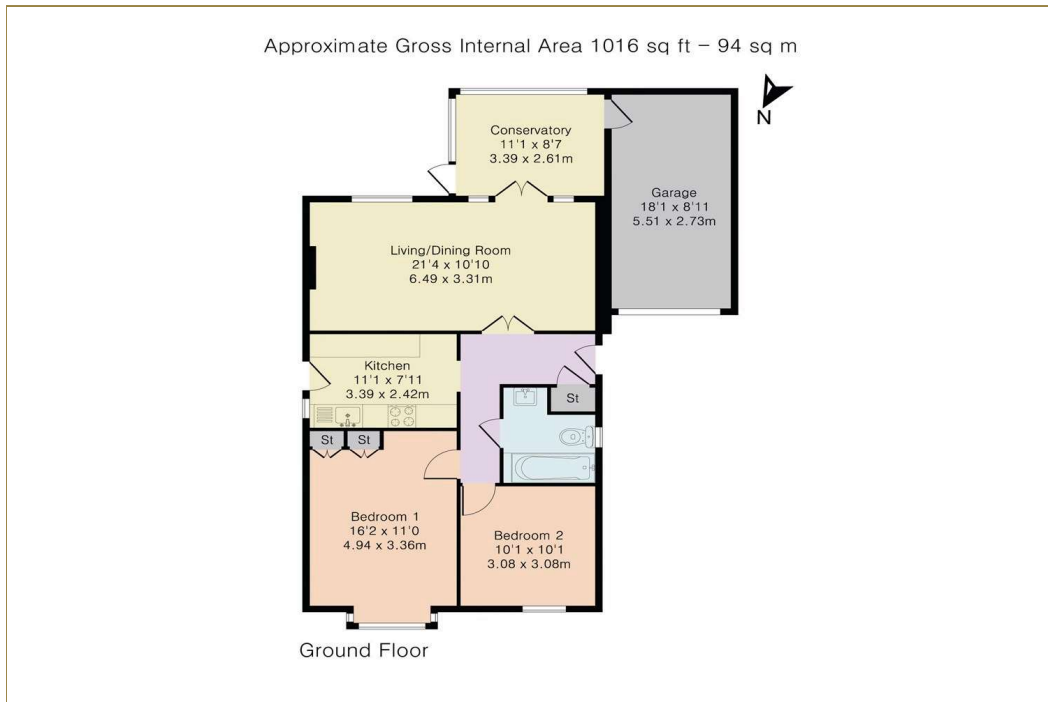 Approximate Gross Internal Area 1016 sq ft – 94 sq m
N
Conservatory
11'1 x 8'7
3.39 x 2.61m
Garage
18'1 x 8'11
5.51 x 2.73m
Living/Dining Room
21'4 x 10'10
6.49 x 3.31m
Kitchen
11'1 x 7'11
3.39 x 2.42m
St
St
St
Bedroom 1
16'2 x 11'0
4.94 x 3.36m
Bedroom 2
10'1 x 10'1
3.08 x 3.08m
Ground Floor